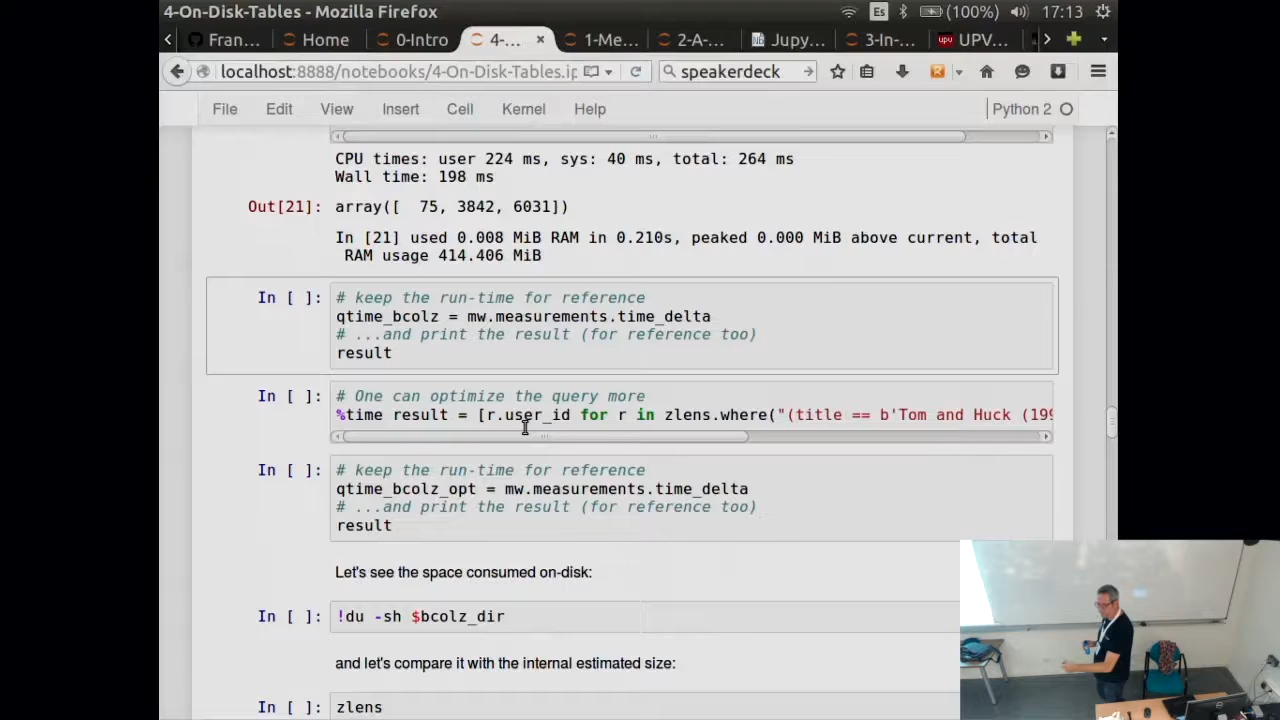 4-On-Disk-Tables - Mozilla Firefox
Es
(100%)
17:13
Fran...
Home
0-Intro
4-...
1-Me...
2-A-...
Jupy...
3-In-...
upv UPV...
localhost:8888/notebooks/4-On-Disk-Tables.ip
speakerdeck
File
Edit
View
Insert
Cell
Kernel
Help
Python 2
CPU times: user 224 ms, sys: 40 ms, total: 264 ms
Wall time: 198 ms
Out[21]: array([  75, 3842, 6031])
In [21] used 0.008 MiB RAM in 0.210s, peaked 0.000 MiB above current, total
RAM usage 414.406 MiB
In [ ]: # keep the run-time for reference
qtime_bcolz = mw.measurements.time_delta
# ...and print the result (for reference too)
result
In [ ]: # One can optimize the query more
%time result = [r.user_id for r in zlens.where("(title == b'Tom and Huck (199
In [ ]: # keep the run-time for reference
qtime_bcolz_opt = mw.measurements.time_delta
# ...and print the result (for reference too)
result
Let's see the space consumed on-disk:
In [ ]: !du -sh $bcolz_dir
and let's compare it with the internal estimated size:
In [ ]: zlens